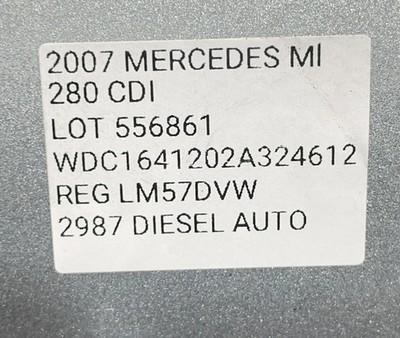 2007 MERCEDES Ml
280 CDI
LOT 556861
WDC1641202A324612
REG LM57DVW
2987 DIESEL AUTO